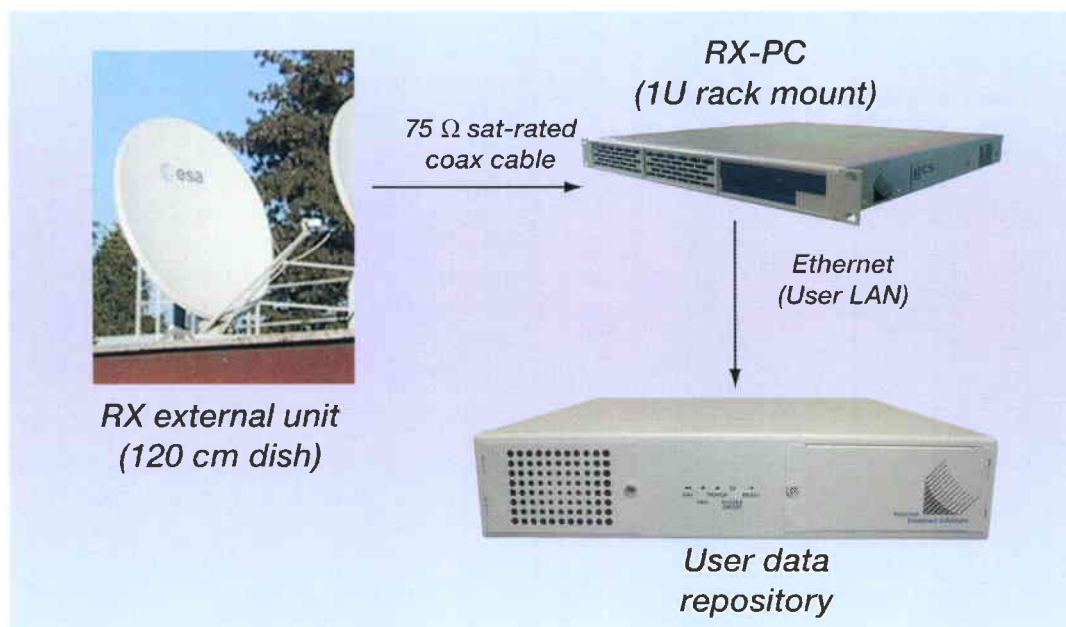 RX-PC
(1U rack mount)
75 Ω sat-rated
coax cable
esa
Ethernet
(User LAN)
RX external unit
(120 cm dish)
User data
repository